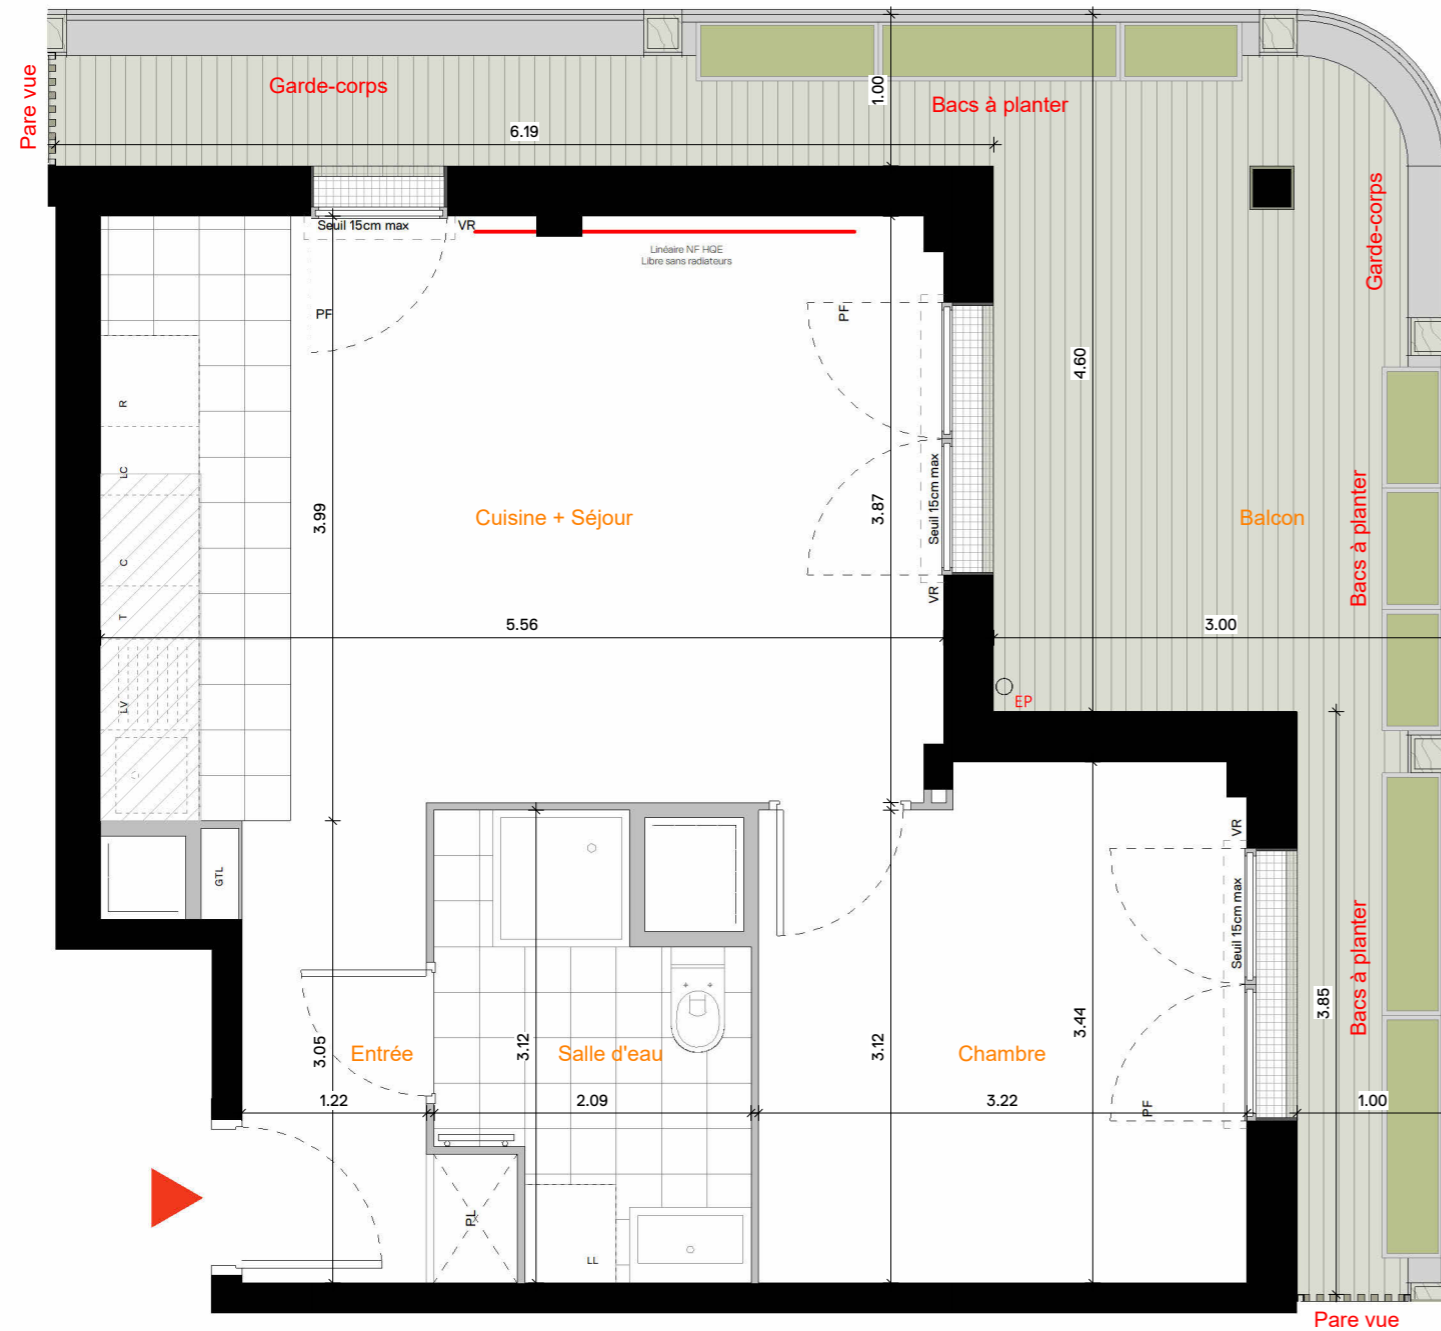 Pare vue
Garde-corps
1.00
Bacs à planter
6.19
Seuil 15cm max
VR
Linéaire NF HQE
Libre sans radiateurs
Garde-corps
PF
PF
4.60
R
LC
3.99
Cuisine + Séjour
3.87
Seuil 15cm max
Balcon
Bacs à planter
C
T
VR
5.56
3.00
LV
EP
VR
GTL
Seuil 15cm max
Bacs à planter
3.85
3.05
Entrée
3.12
Salle d'eau
3.12
Chambre
3.44
1.22
2.09
3.22
PF
1.00
PL
LL
Pare vue